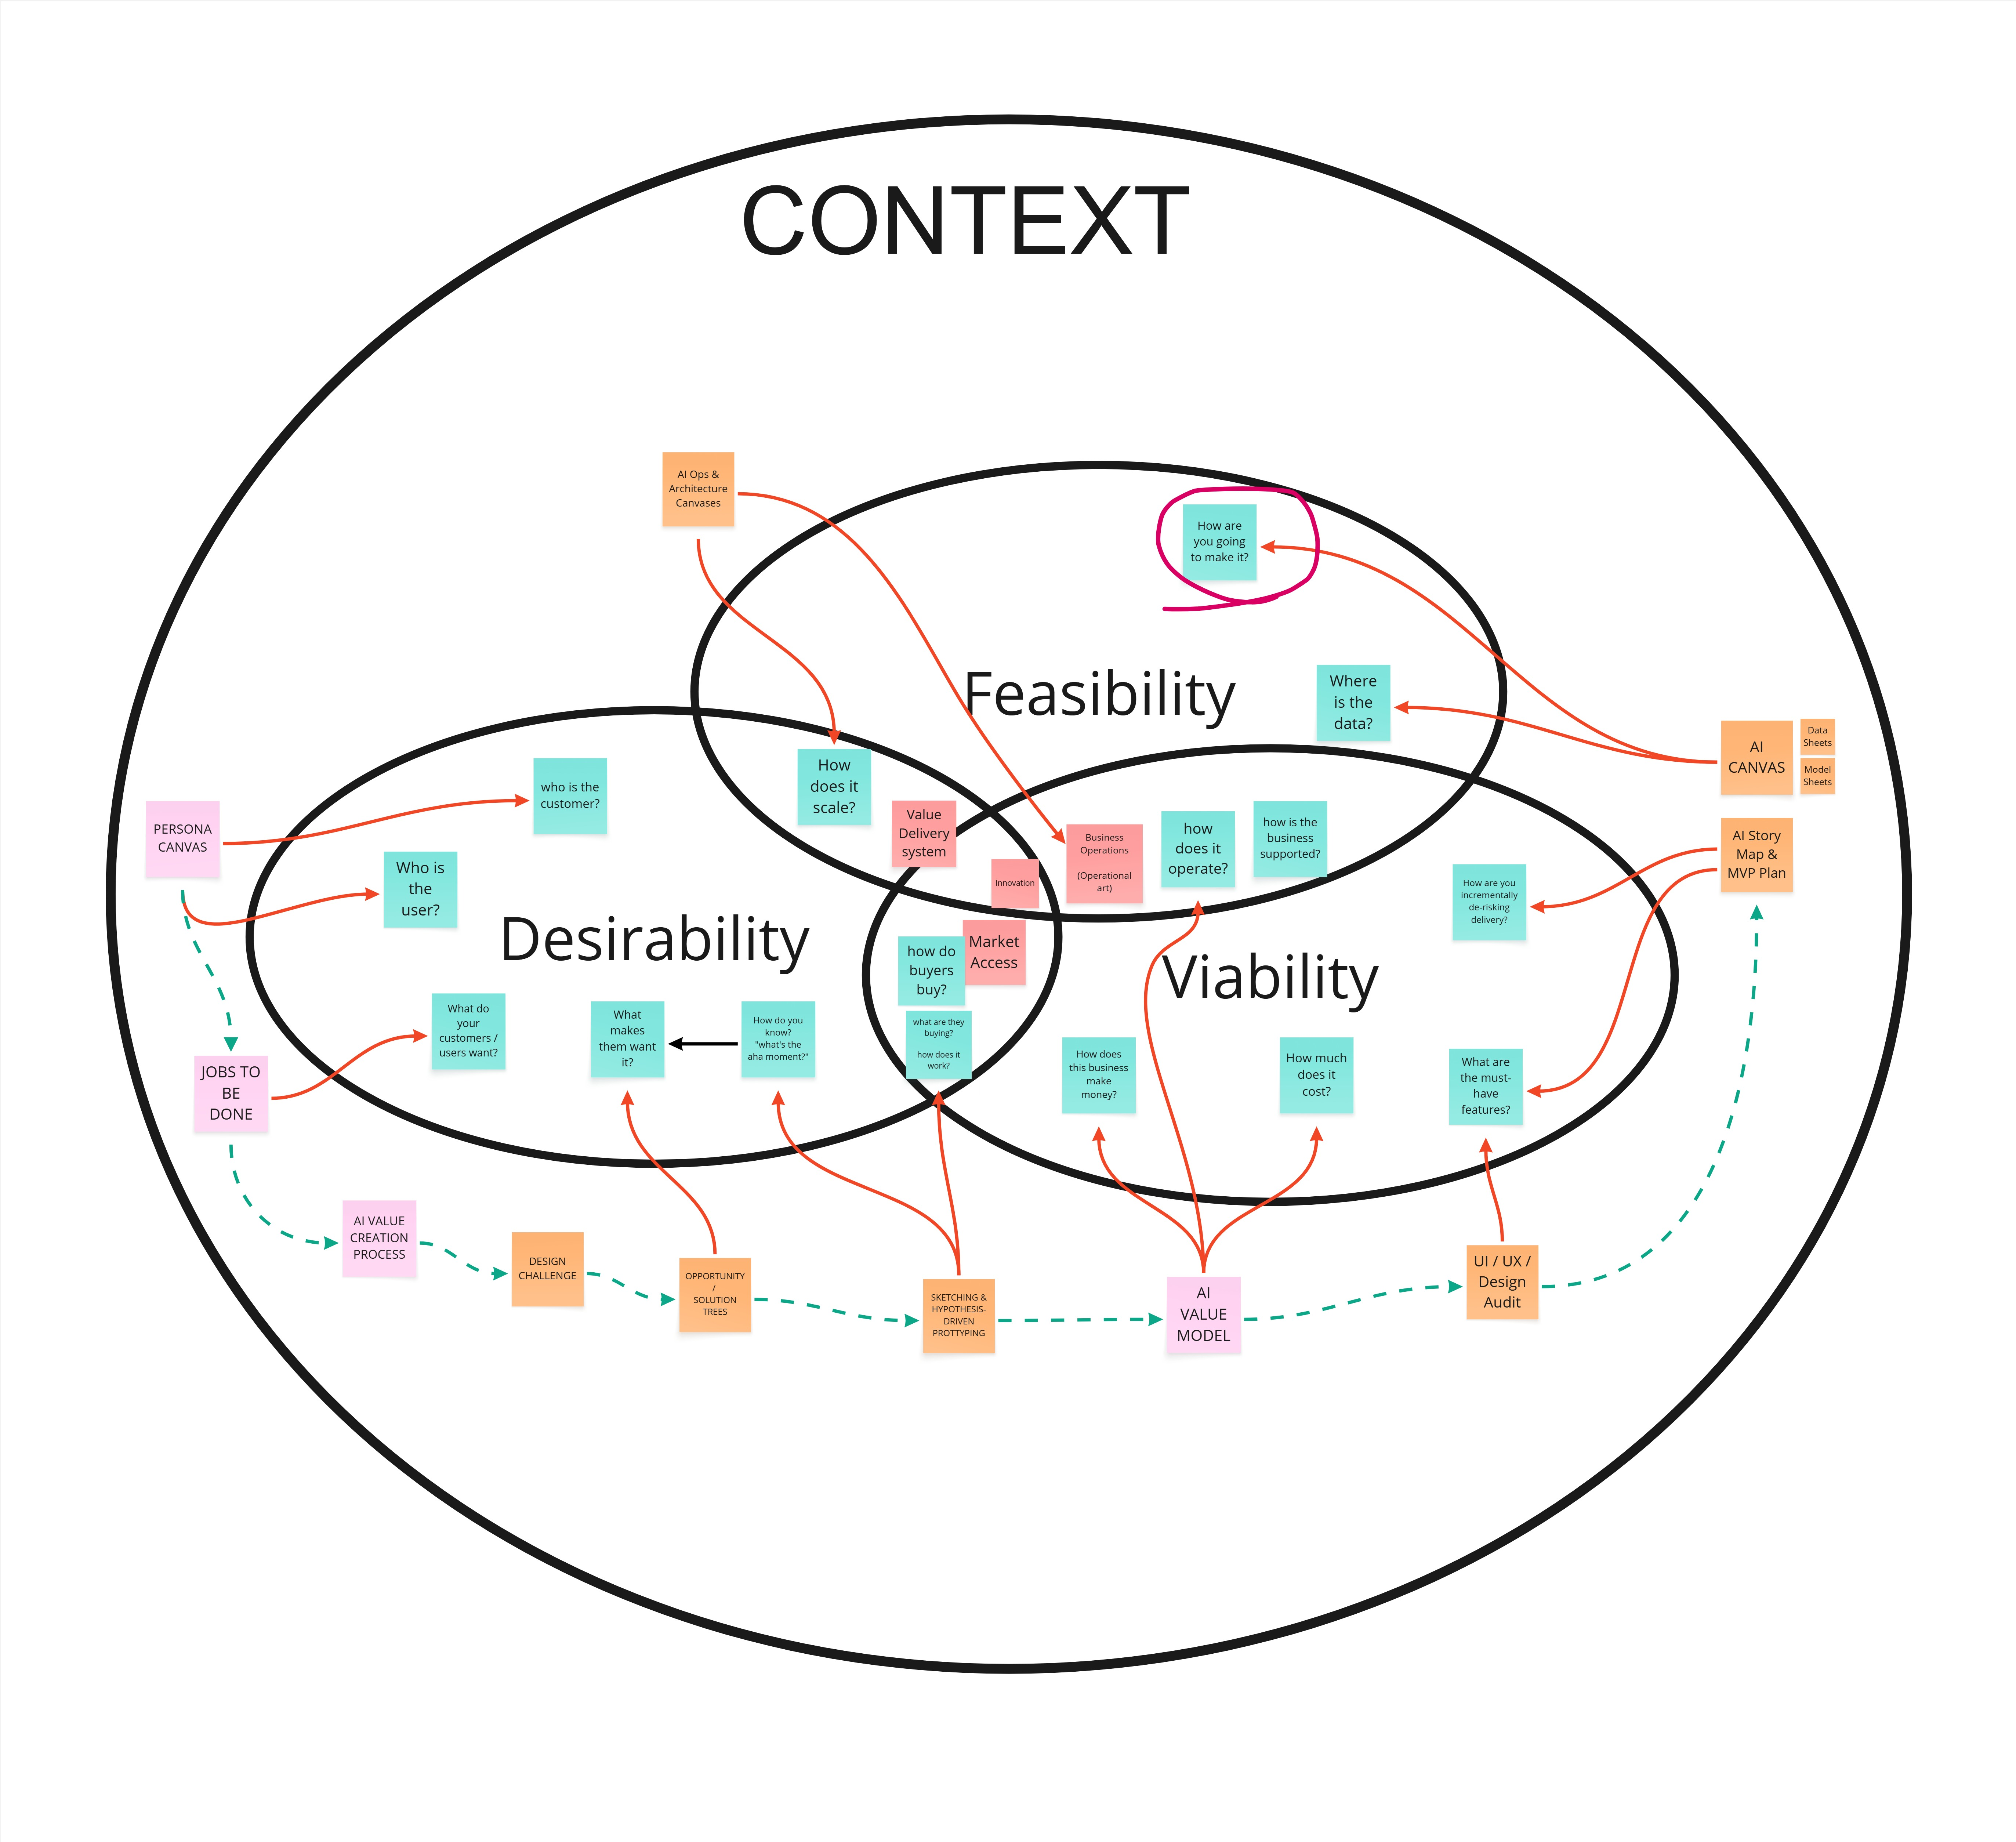 CONTEXT
AI Ops &
Architecture
Canvases
How are
you going
to make it?
Feasibility
Where
is the
data?
AI
CANVAS
Data
Sheets
Model
Sheets
How
does it
scale?
who is the
customer?
PERSONA
CANVAS
Value
Delivery
system
Innovation
Business
Operations
(Operational
art)
how
does it
operate?
how is the
business
supported?
AI Story
Map &
MVP Plan
Who is
the
user?
How are you
incrementally
de-risking
delivery?
Desirability
Market
Access
how do
buyers
buy?
Viability
What do
your
customers /
users want?
What
makes
them want
it?
How do you
know?
"what's the
aha moment?"
what are they
buying?
how does it
work?
How does
this business
make
money?
How much
does it
cost?
What are
the must-
have
features?
JOBS TO
BE
DONE
AI VALUE
CREATION
PROCESS
DESIGN
CHALLENGE
OPPORTUNITY
/
SOLUTION
TREES
SKETCHING &
HYPOTHESIS-
DRIVEN
PROTTYPING
AI
VALUE
MODEL
UI / UX /
Design
Audit